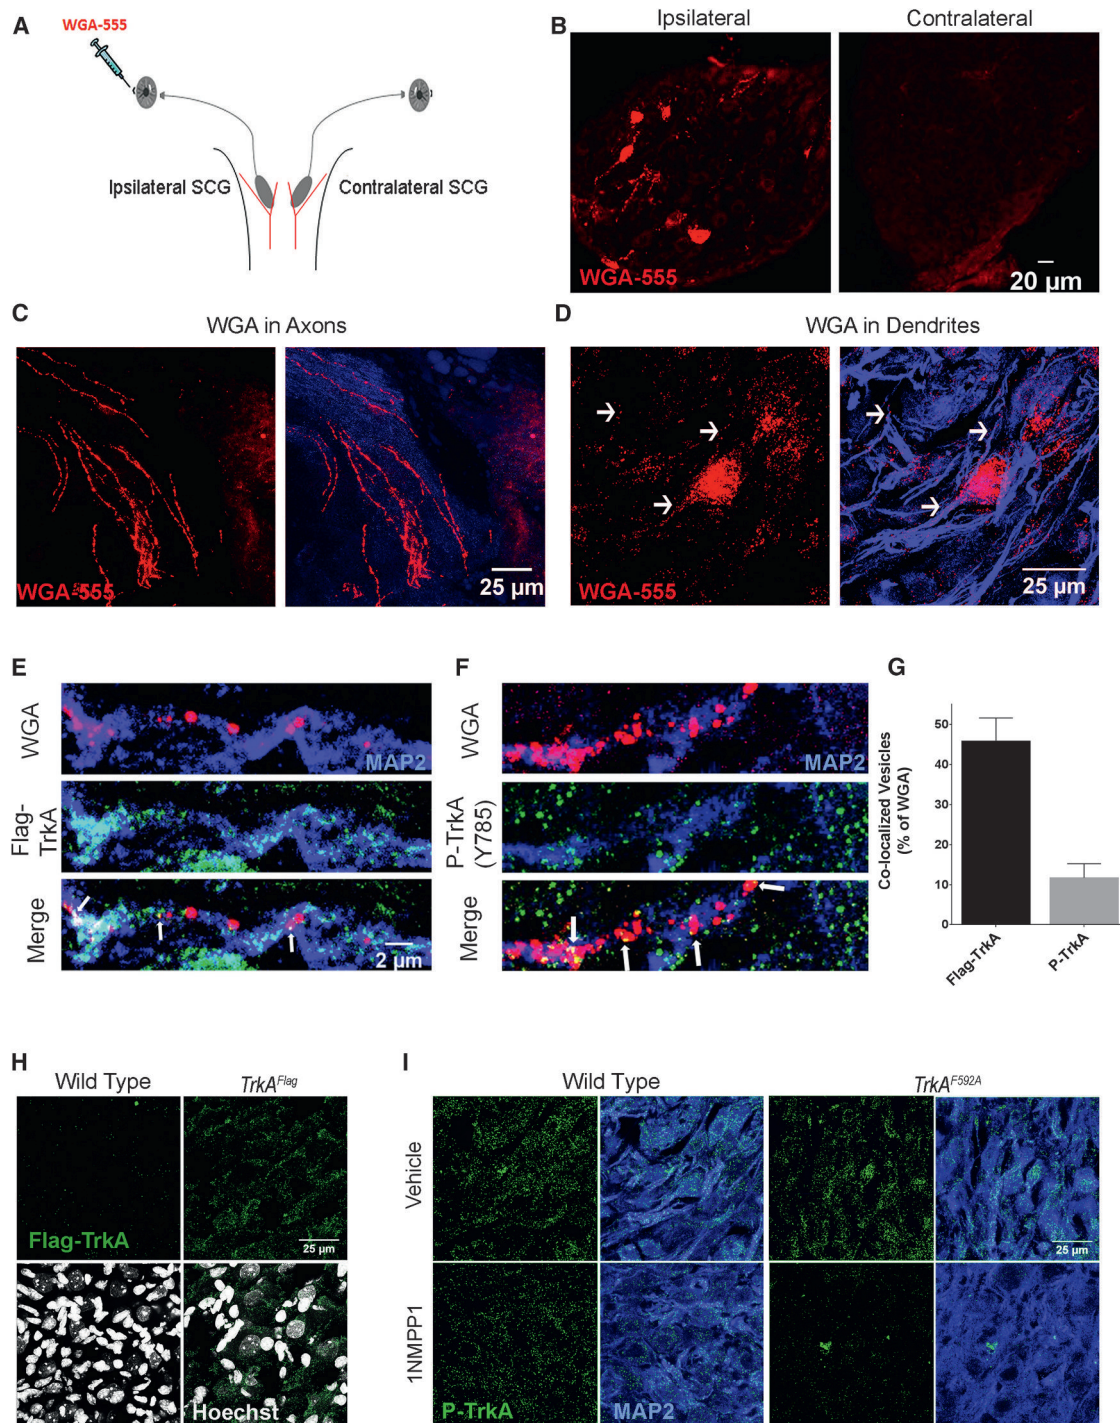 A
WGA-555
Ipsilateral SCG
Contralateral SCG
B
Ipsilateral
Contralateral
WGA-555
20 µm
C
WGA in Axons
WGA-555
25 µm
D
WGA in Dendrites
WGA-555
25 µm
E
WGA
MAP2
Flag-
TrkA
Merge
2 µm
F
WGA
MAP2
P-TrkA
(Y785)
Merge
G
Co-localized Vesicles
(% of WGA)
50
40
30
20
10
0
Flag-TrkA
P-TrkA
H
Wild Type
TrkA^Flag
Flag-TrkA
25 µm
Hoechst
I
Wild Type
TrkA^F592A
Vehicle
25 µm
1NMPP1
P-TrkA
MAP2